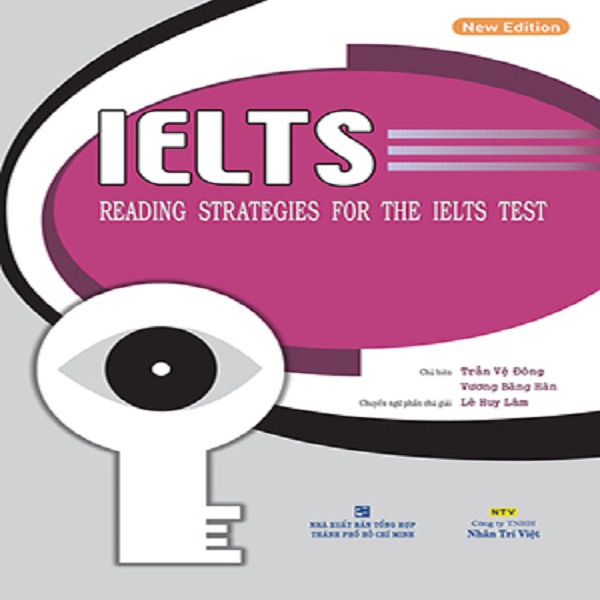 New Edition
IELTS
READING STRATEGIES FOR THE IELTS TEST
Chủ biên Trần Vệ Đông
Vương Băng Hân
Chuyển ngữ phần chú giải Lê Huy Lâm
NHÀ XUẤT BẢN TỔNG HỢP
THÀNH PHỐ HỒ CHÍ MINH
NTV
Công ty TNHH
Nhân Trí Việt